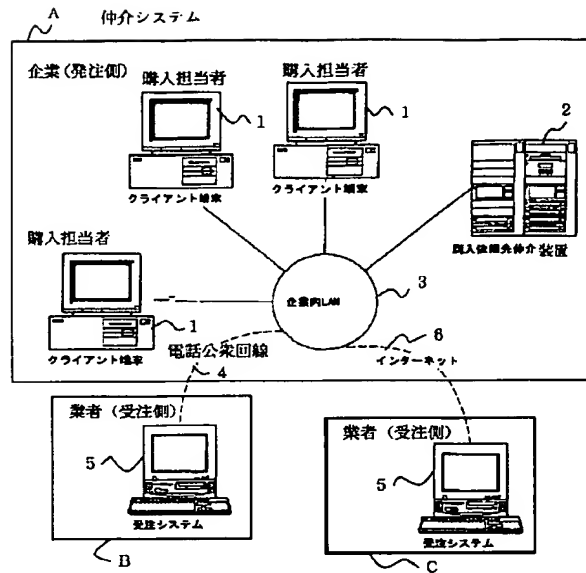 A 仲介システム
企業(発注側)
購入担当者
1
クライアント端末
購入担当者
1
クライアント端末
2
購入依頼先仲介装置
購入担当者
1
クライアント端末
企業内LAN
3
電話公衆回線
4
6
インターネット
業者(受注側)
5
受注システム
B
業者(受注側)
5
受注システム
C